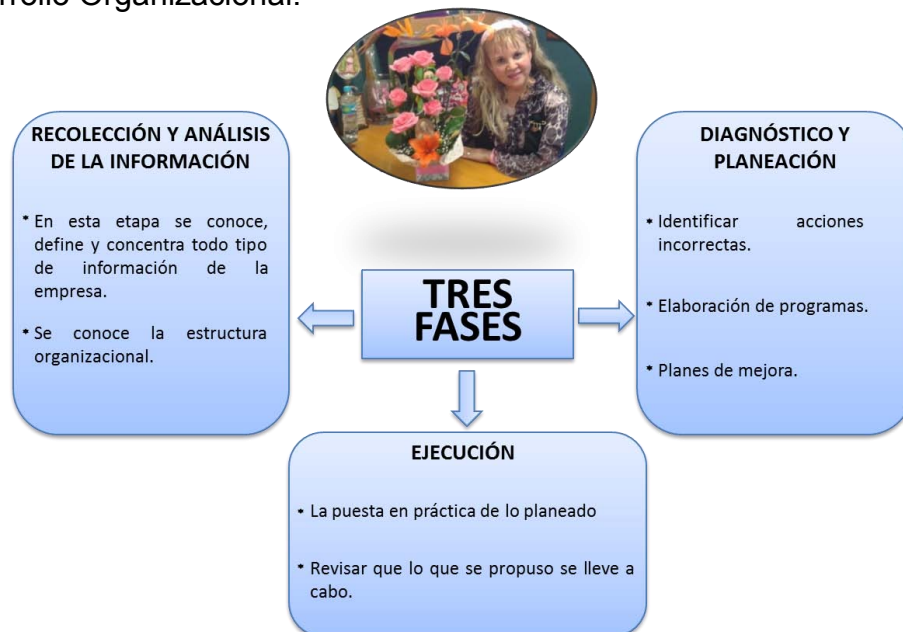 Organizacional.
RECOLECCIÓN Y ANÁLISIS
DE LA INFORMACIÓN
* En esta etapa se conoce,
define y concentra todo tipo
de información de la
empresa.
* Se conoce la estructura
organizacional.
TRES
FASES
DIAGNÓSTICO Y
PLANEACIÓN
* Identificar acciones
incorrectas.
* Elaboración de programas.
* Planes de mejora.
EJECUCIÓN
* La puesta en práctica de lo planeado
* Revisar que lo que se propuso se lleve a
cabo.